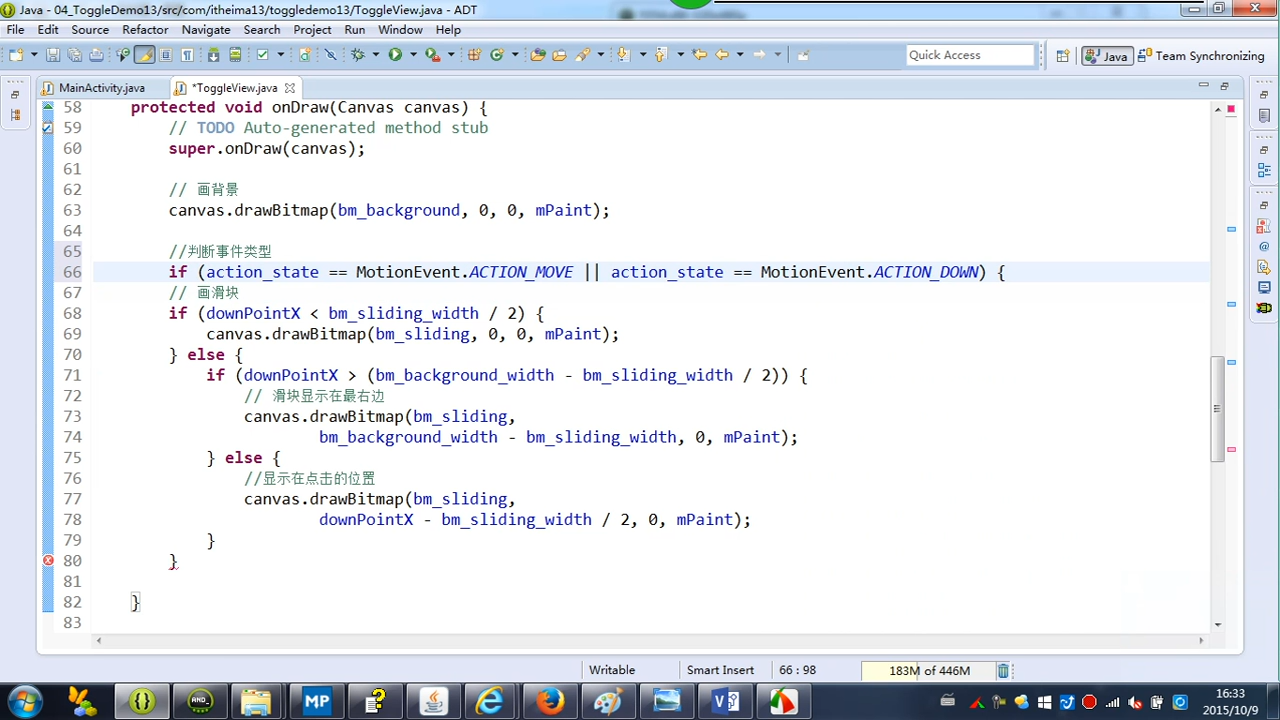 Java - 04_ToggleDemo13/src/com/itheima13/toggledemo13/ToggleView.java - ADT
File Edit Source Refactor Navigate Search Project Run Window Help
Quick Access Java Team Synchronizing
MainActivity.java *ToggleView.java
58 protected void onDraw(Canvas canvas) {
59 // TODO Auto-generated method stub
60 super.onDraw(canvas);
61
62 // 画背景
63 canvas.drawBitmap(bm_background, 0, 0, mPaint);
64
65 //判断事件类型
66 if (action_state == MotionEvent.ACTION_MOVE || action_state == MotionEvent.ACTION_DOWN) {
67 // 画滑块
68 if (downPointX < bm_sliding_width / 2) {
69 canvas.drawBitmap(bm_sliding, 0, 0, mPaint);
70 } else {
71 if (downPointX > (bm_background_width - bm_sliding_width / 2)) {
72 // 滑块显示在最右边
73 canvas.drawBitmap(bm_sliding,
74 bm_background_width - bm_sliding_width, 0, mPaint);
75 } else {
76 //显示在点击的位置
77 canvas.drawBitmap(bm_sliding,
78 downPointX - bm_sliding_width / 2, 0, mPaint);
79 }
80 }
81
82 }
83
Writable Smart Insert 66 : 98 183M of 446M
AND_ MP
16:33
2015/10/9